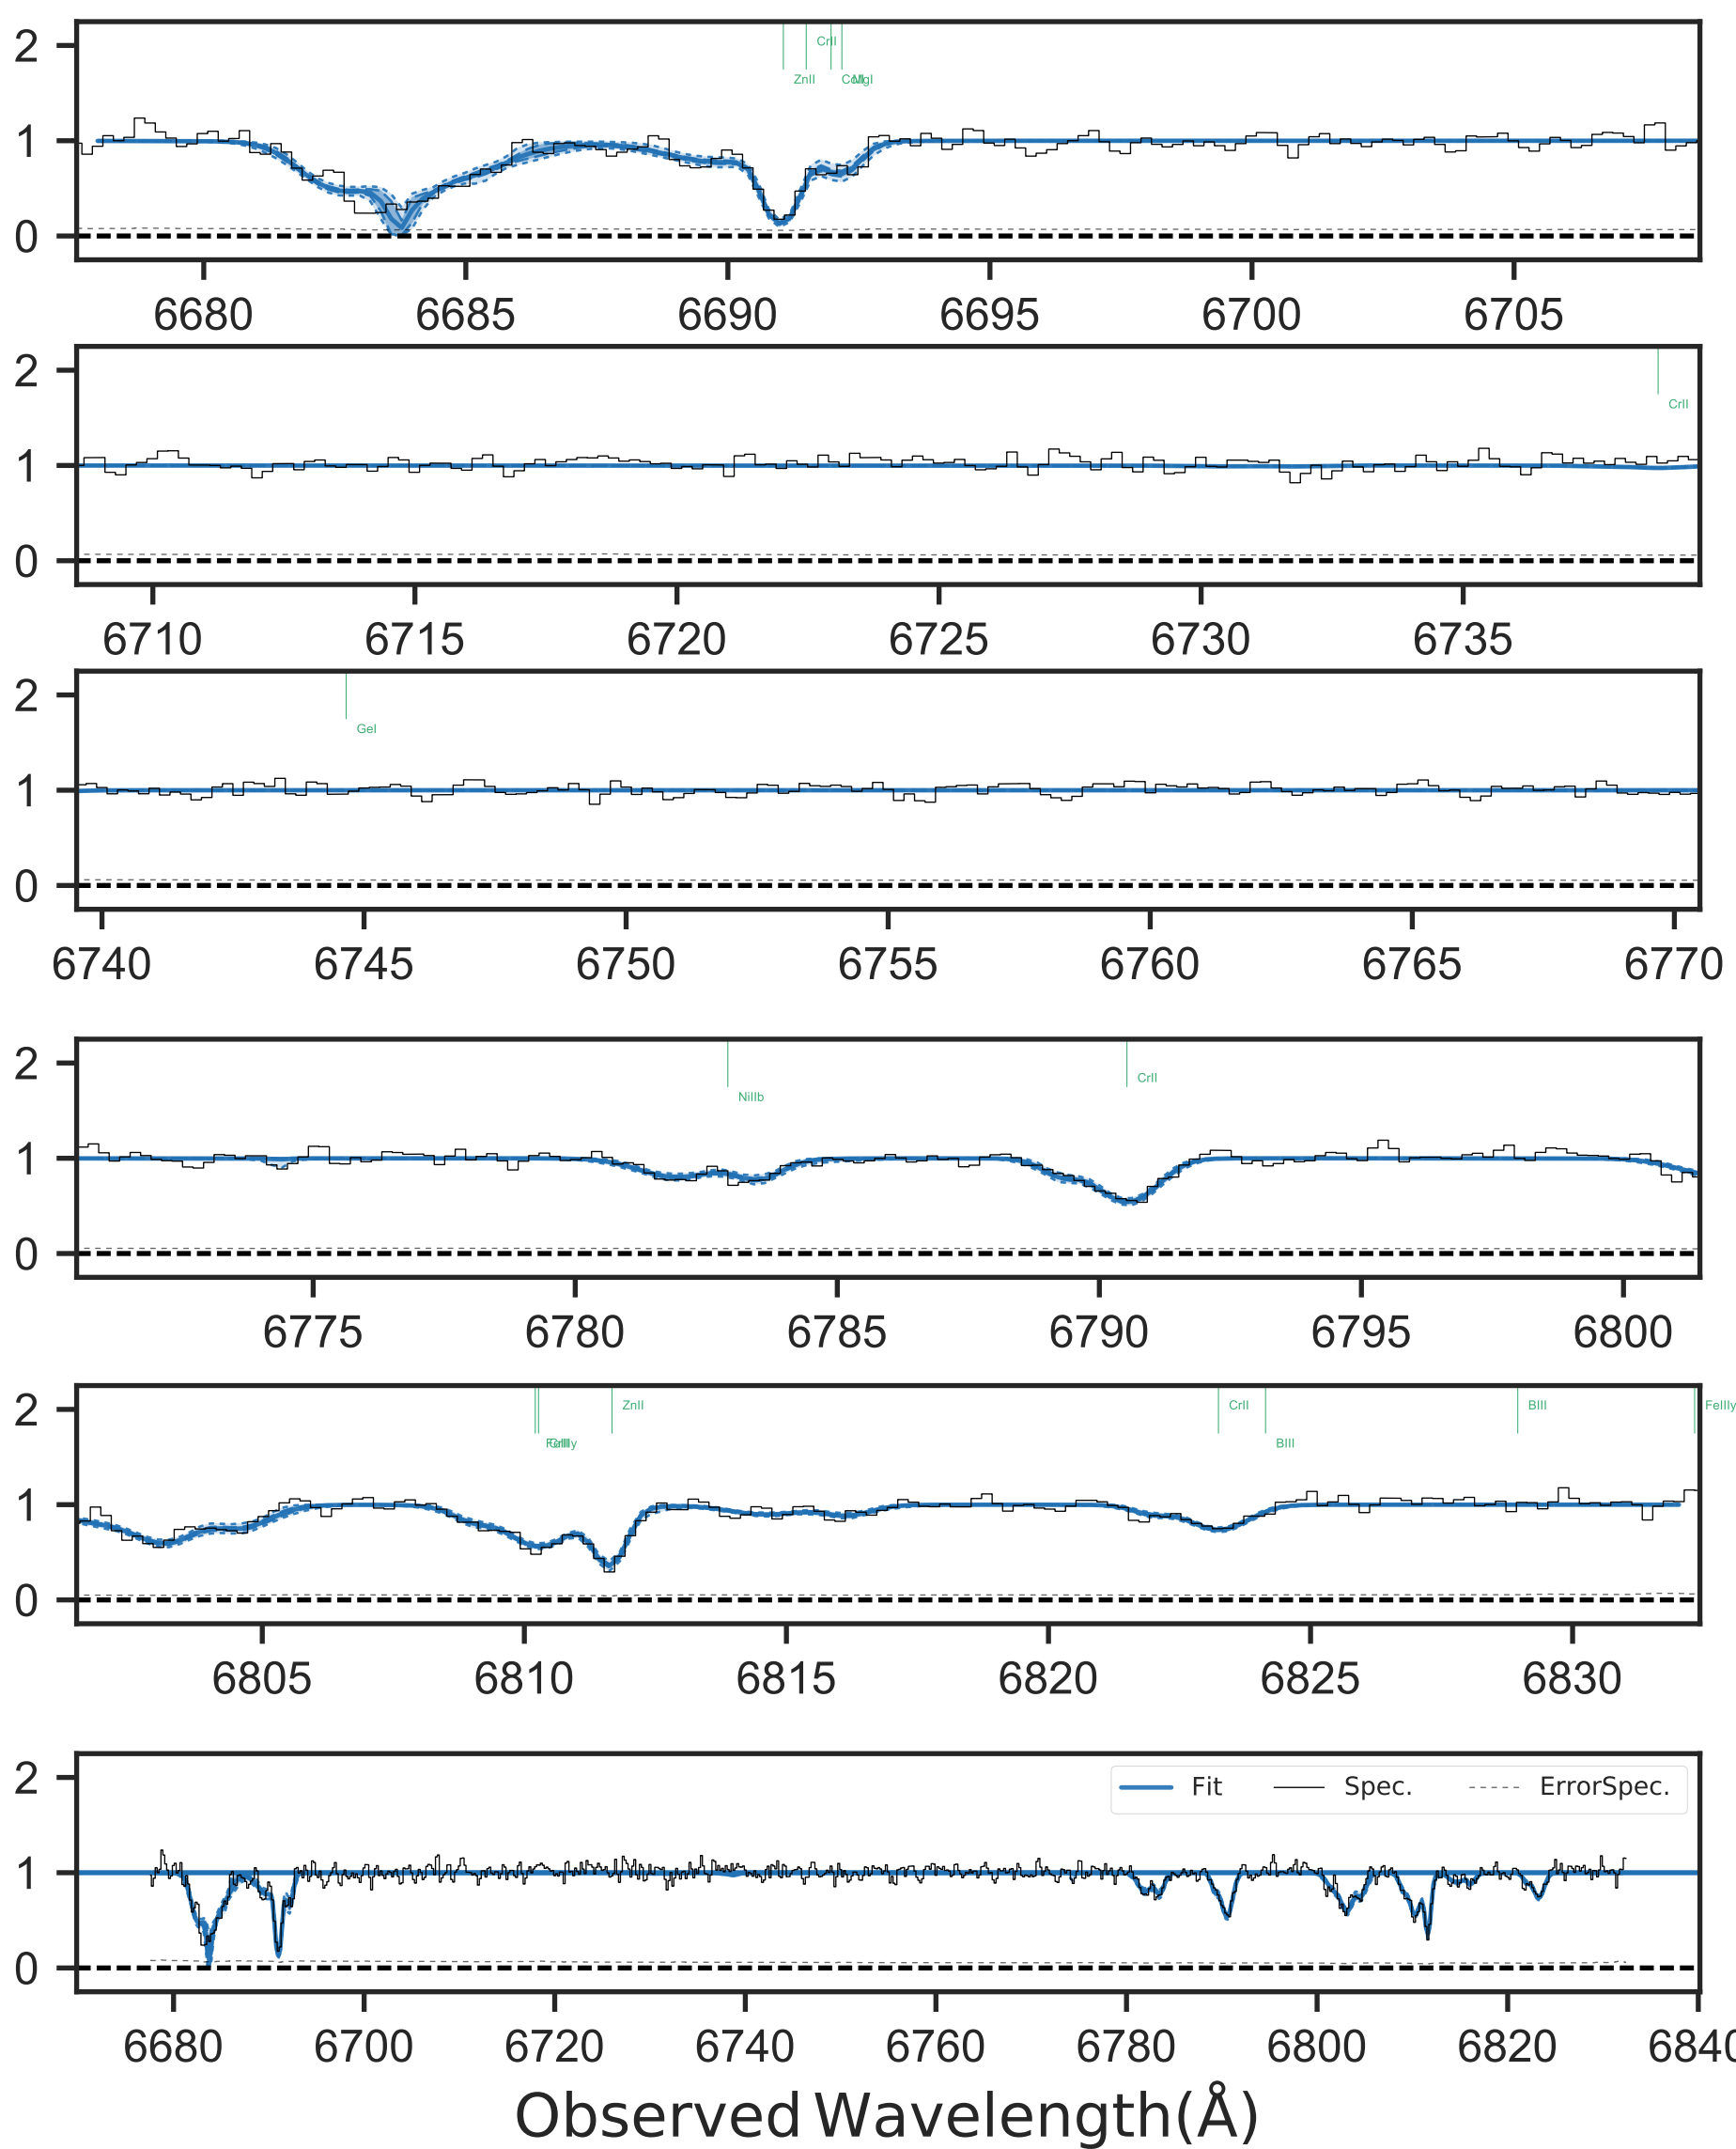 2
CrII
ZnII
MgI
1
0
6680 6685 6690 6695 6700 6705
2
CrII
1
0
6710 6715 6720 6725 6730 6735
2
GeI
1
0
6740 6745 6750 6755 6760 6765 6770
2
CrII
NiIIb
1
0
6775 6780 6785 6790 6795 6800
2
ZnII CrII BIII FeIIIy
BIII
1
0
6805 6810 6815 6820 6825 6830
2
Fit Spec. ErrorSpec.
1
0
6680 6700 6720 6740 6760 6780 6800 6820 6840
Observed Wavelength(Å)